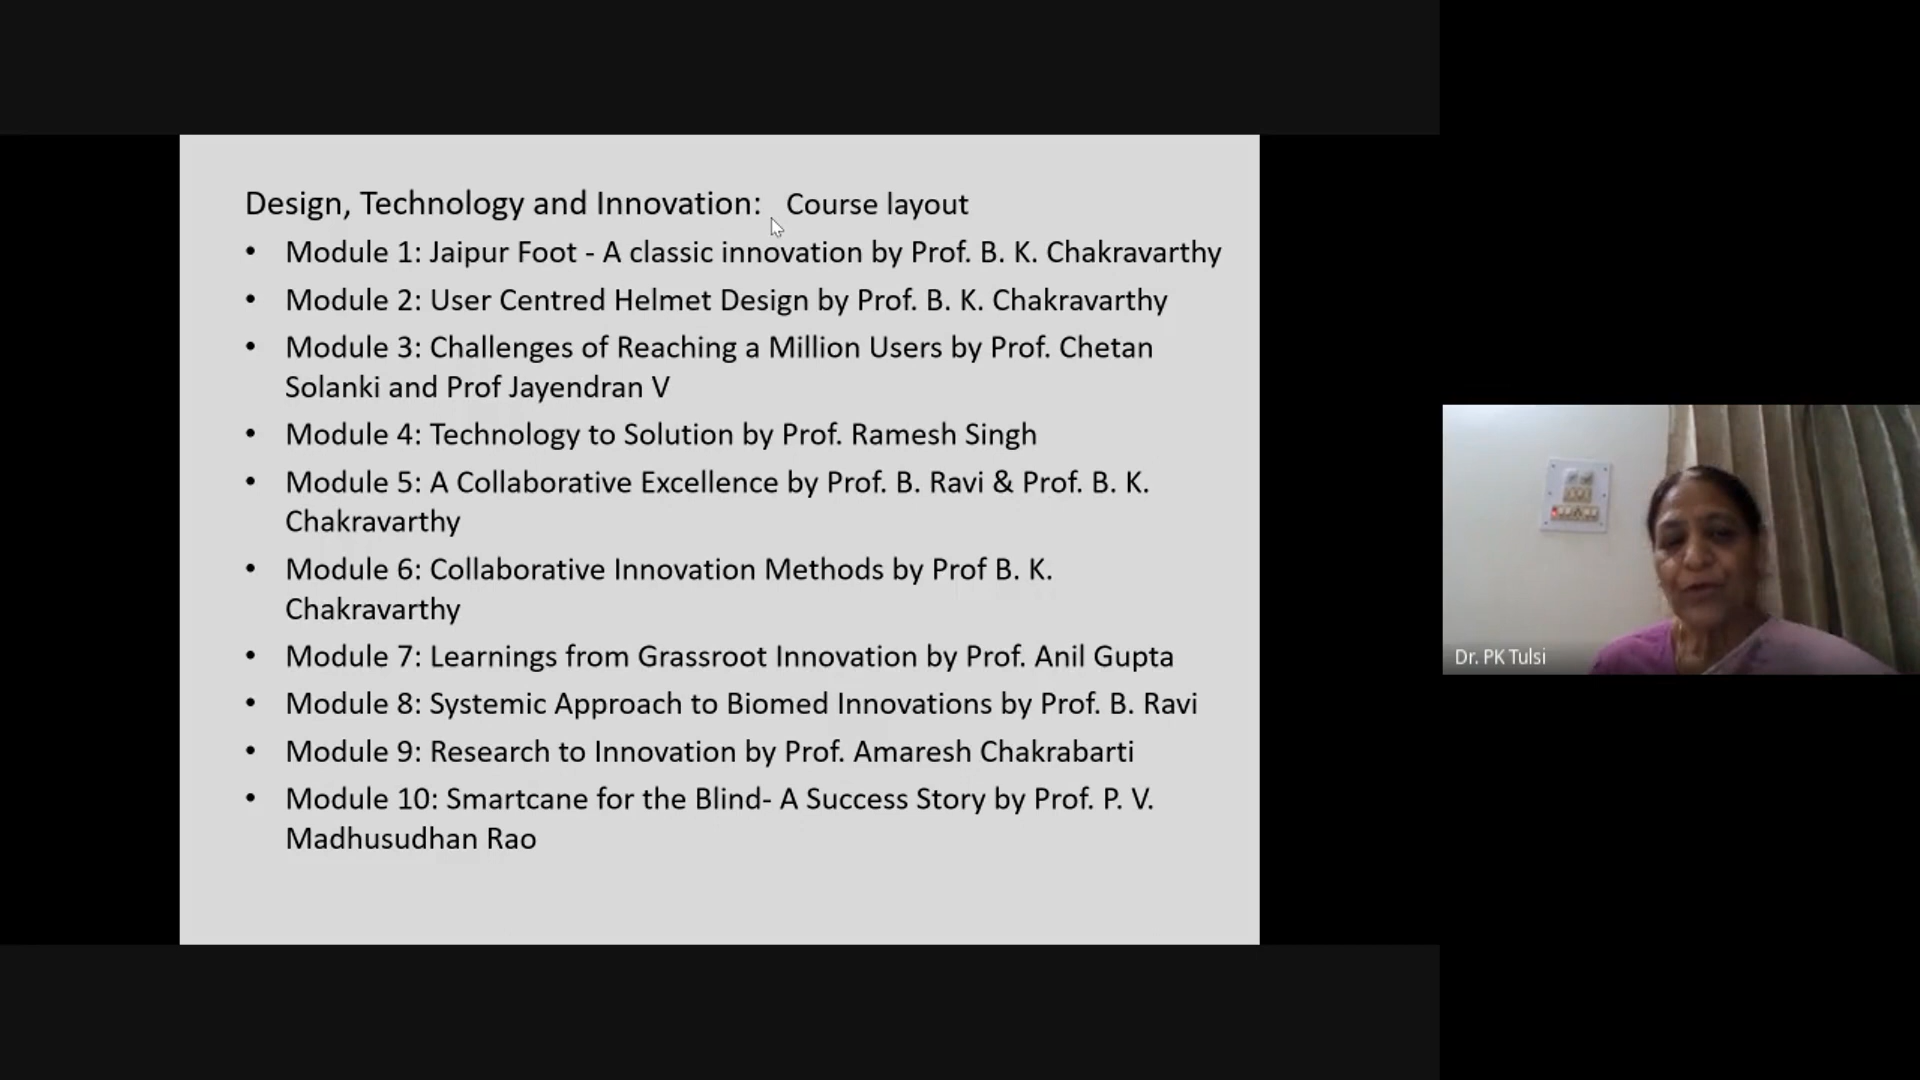 Design, Technology and Innovation: Course layout
• Module 1: Jaipur Foot - A classic innovation by Prof. B. K. Chakravarthy
• Module 2: User Centred Helmet Design by Prof. B. K. Chakravarthy
• Module 3: Challenges of Reaching a Million Users by Prof. Chetan
Solanki and Prof Jayendran V
• Module 4: Technology to Solution by Prof. Ramesh Singh
• Module 5: A Collaborative Excellence by Prof. B. Ravi & Prof. B. K.
Chakravarthy
• Module 6: Collaborative Innovation Methods by Prof B. K.
Chakravarthy
• Module 7: Learnings from Grassroot Innovation by Prof. Anil Gupta
• Module 8: Systemic Approach to Biomed Innovations by Prof. B. Ravi
• Module 9: Research to Innovation by Prof. Amaresh Chakrabarti
• Module 10: Smartcane for the Blind- A Success Story by Prof. P. V.
Madhusudhan Rao
Dr. PK Tulsi